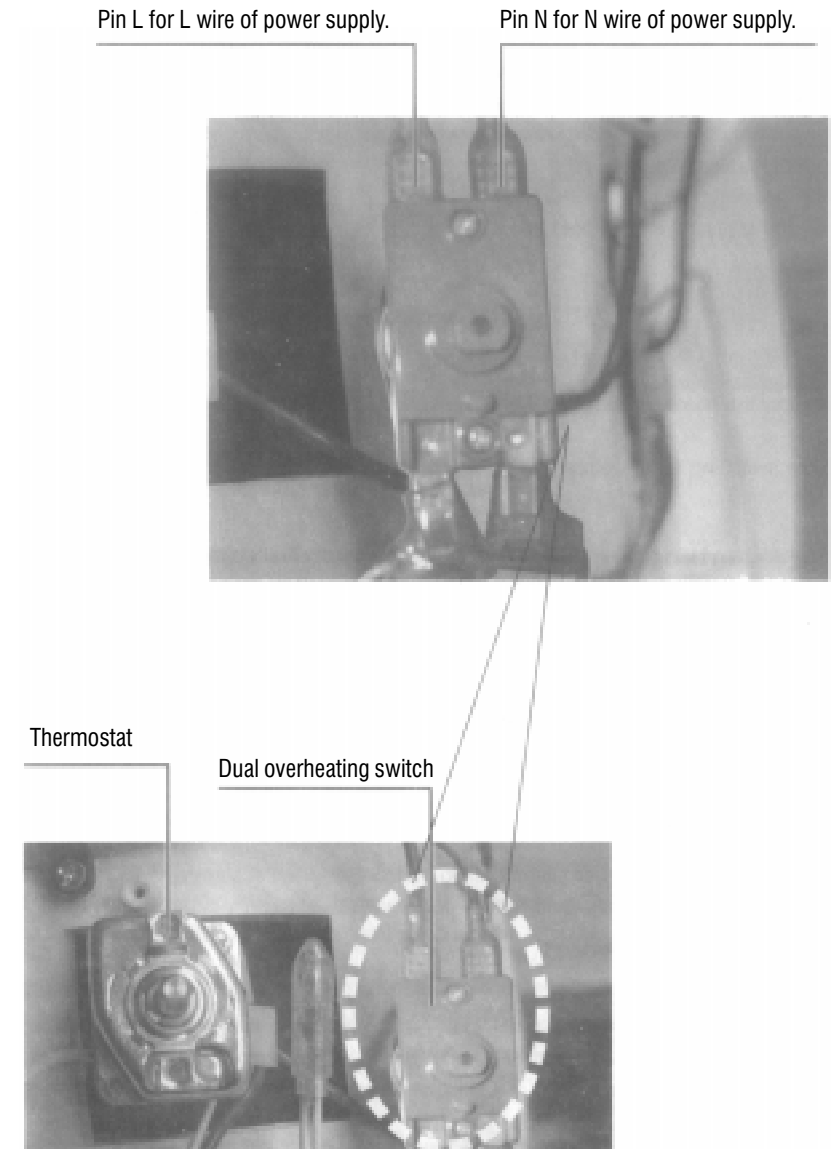 Pin L for L wire of power supply.
Pin N for N wire of power supply.
Thermostat
Dual overheating switch